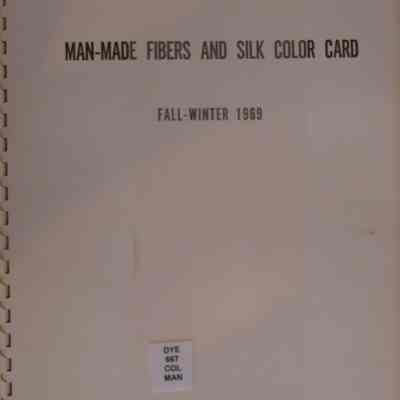 MAN-MADE FIBERS AND SILK COLOR CARD
FALL-WINTER 1969
DYE
667
COL
MAN